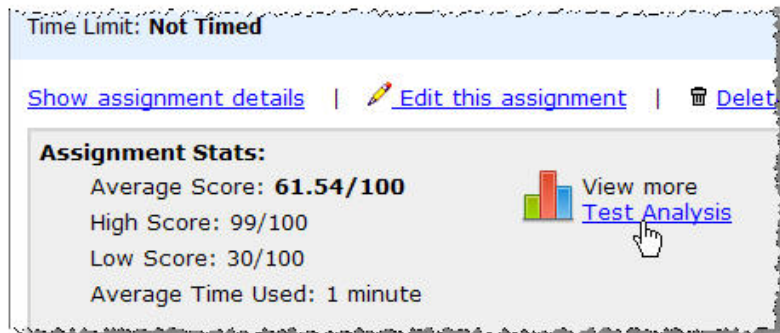 Time Limit: Not Timed
Show assignment details | Edit this assignment | Delet
Assignment Stats:
Average Score: 61.54/100
High Score: 99/100
Low Score: 30/100
Average Time Used: 1 minute
View more
Test Analysis